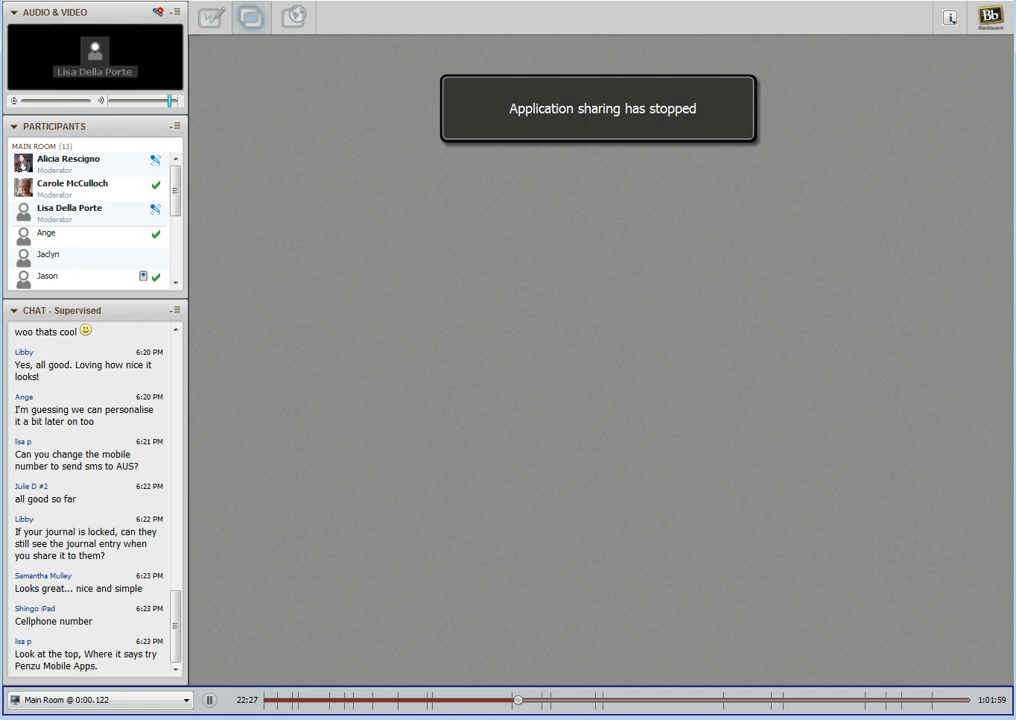 AUDIO & VIDEO
Lisa Della Porte
PARTICIPANTS
MAIN ROOM (13)
Alicia Rescigno
Moderator
Carole McCulloch
Moderator
Lisa Della Porte
Moderator
Ange
Jaclyn
Jason
CHAT - Supervised
woo thats cool
Libby 6:20 PM
Yes, all good. Loving how nice it
looks!
Ange 6:20 PM
I'm guessing we can personalise
it a bit later on too
lisa p 6:21 PM
Can you change the mobile
number to send sms to AUS?
Julie D #2 6:22 PM
all good so far
Libby 6:22 PM
If your journal is locked, can they
still see the journal entry when
you share it to them?
Samantha Mulley 6:23 PM
Looks great... nice and simple
Shingo iPad 6:23 PM
Cellphone number
lisa p 6:23 PM
Look at the top, Where it says try
Penzu Mobile Apps.
Application sharing has stopped
Bb
Blackboard
Main Room @ 0:00.122
22:27
1:01:59